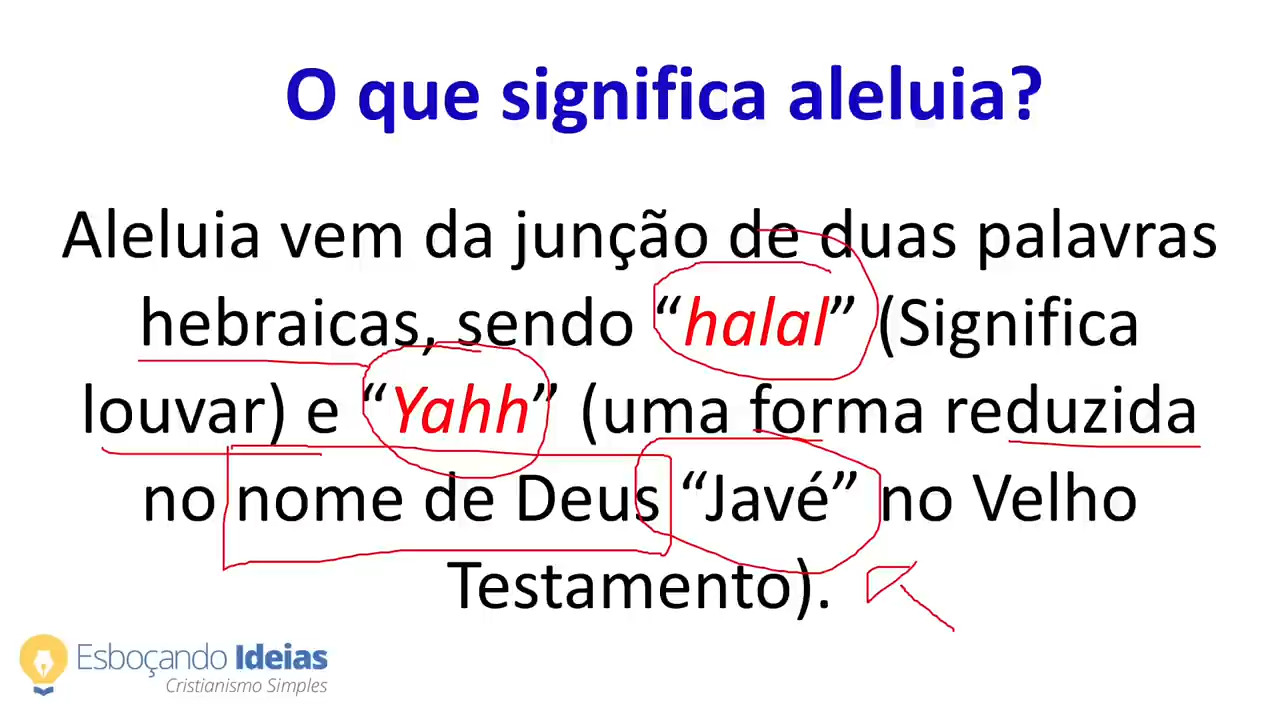 O que significa aleluia?
Aleluia vem da junção de duas palavras
hebraicas, sendo “halal” (Significa
louvar) e “Yahh” (uma forma reduzida
no nome de Deus “Javé” no Velho
Testamento).
Esboçando Ideias
Cristianismo Simples